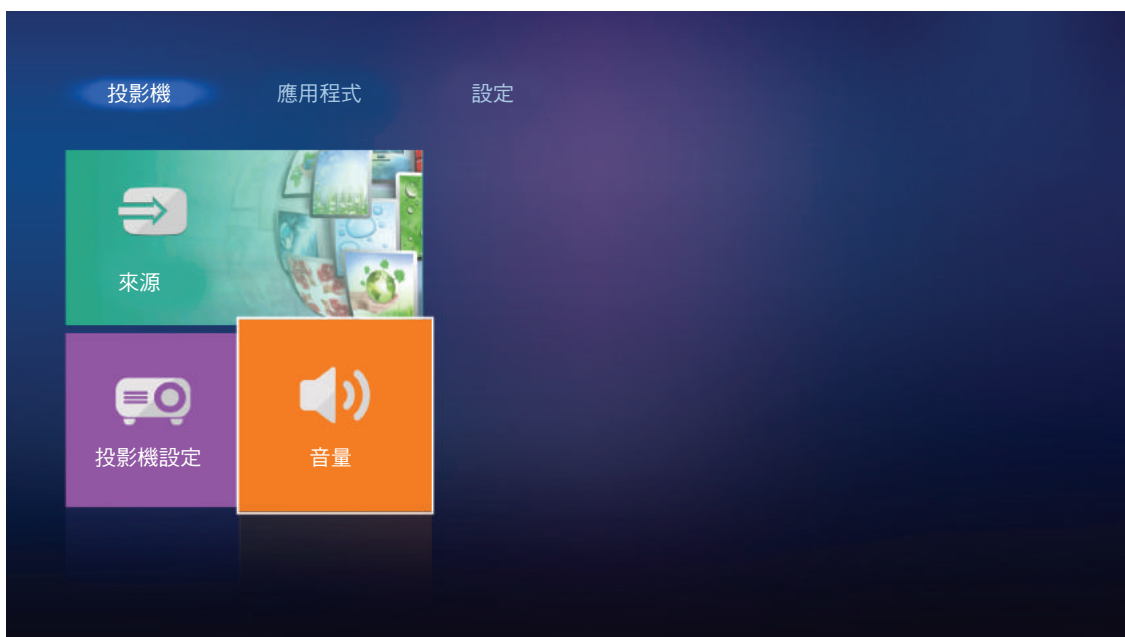 投影機
應用程式
設定
來源
投影機設定
音量